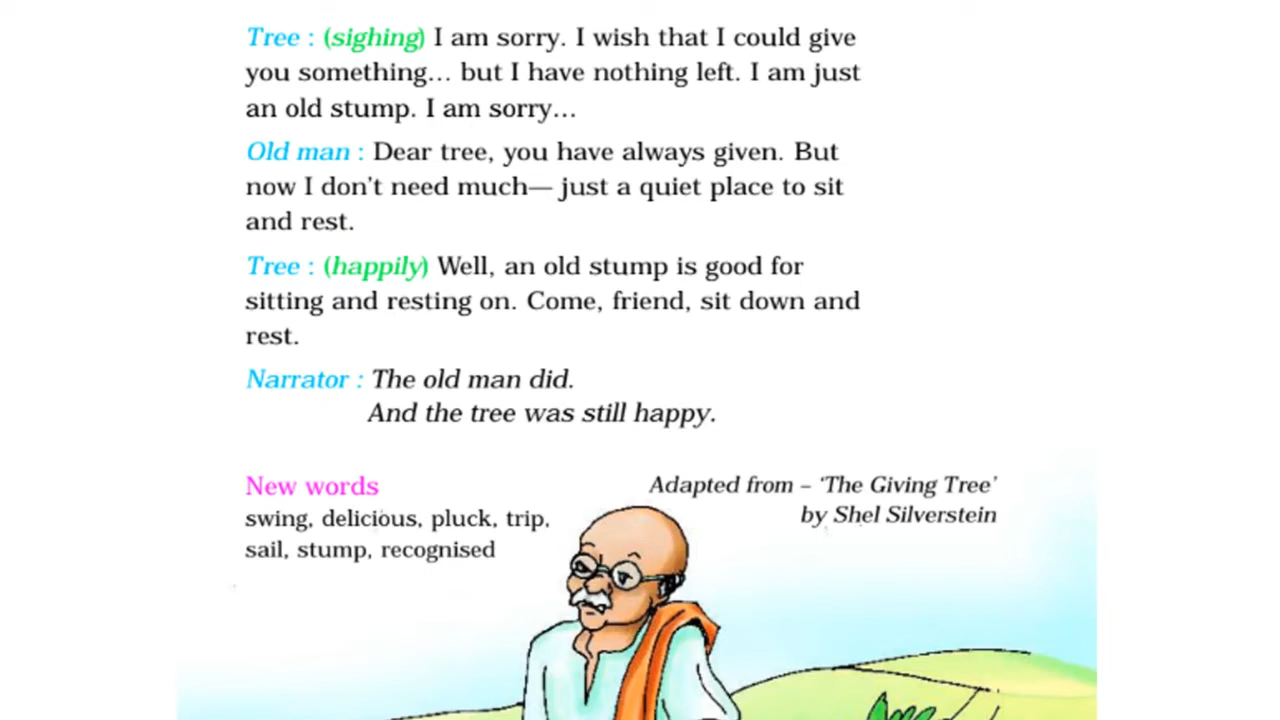 Tree : (sighing) I am sorry. I wish that I could give
you something... but I have nothing left. I am just
an old stump. I am sorry...
Old man : Dear tree, you have always given. But
now I don't need much— just a quiet place to sit
and rest.
Tree : (happily) Well, an old stump is good for
sitting and resting on. Come, friend, sit down and
rest.
Narrator : The old man did.
And the tree was still happy.
New words
swing, delicious, pluck, trip,
sail, stump, recognised
Adapted from – ‘The Giving Tree’
by Shel Silverstein